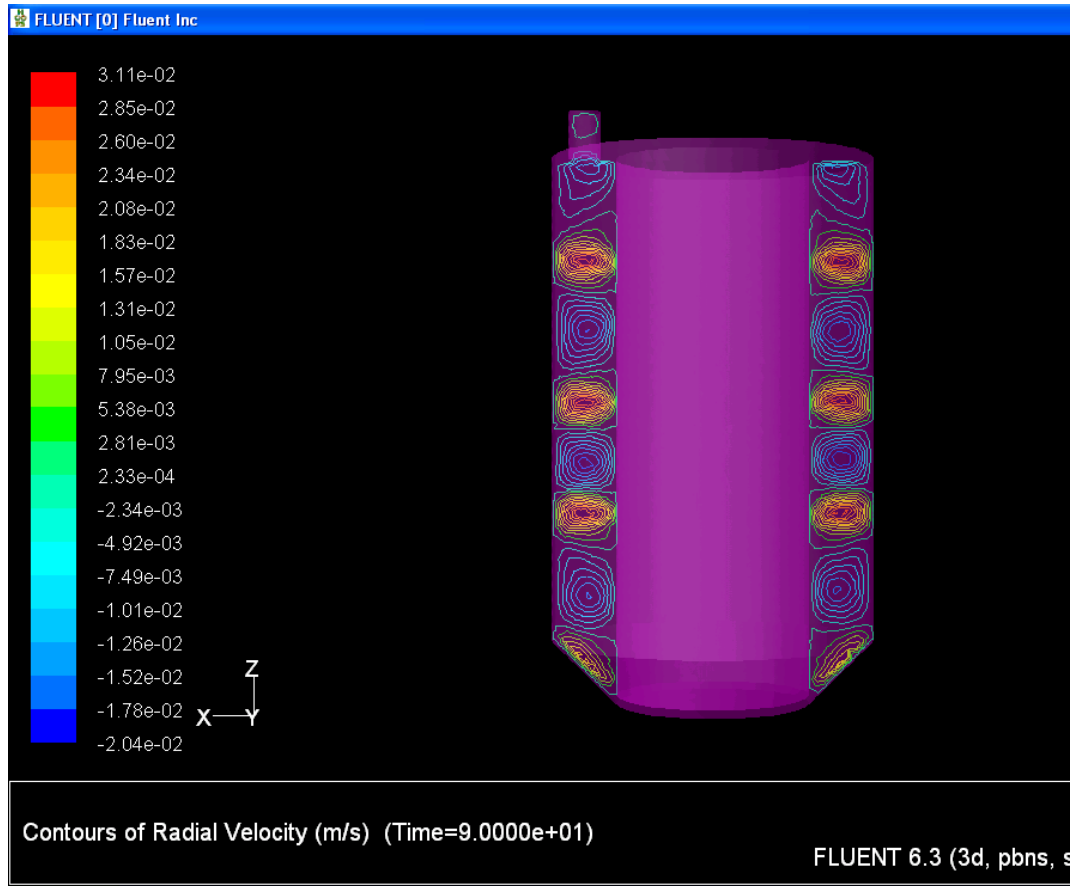 FLUENT [0] Fluent Inc
3.11e-02
2.85e-02
2.60e-02
2.34e-02
2.08e-02
1.83e-02
1.57e-02
1.31e-02
1.05e-02
7.95e-03
5.38e-03
2.81e-03
2.33e-04
-2.34e-03
-4.92e-03
-7.49e-03
-1.01e-02
-1.26e-02
-1.52e-02
-1.78e-02
-2.04e-02
Z
X Y
Contours of Radial Velocity (m/s) (Time=9.0000e+01)
FLUENT 6.3 (3d, pbns, s